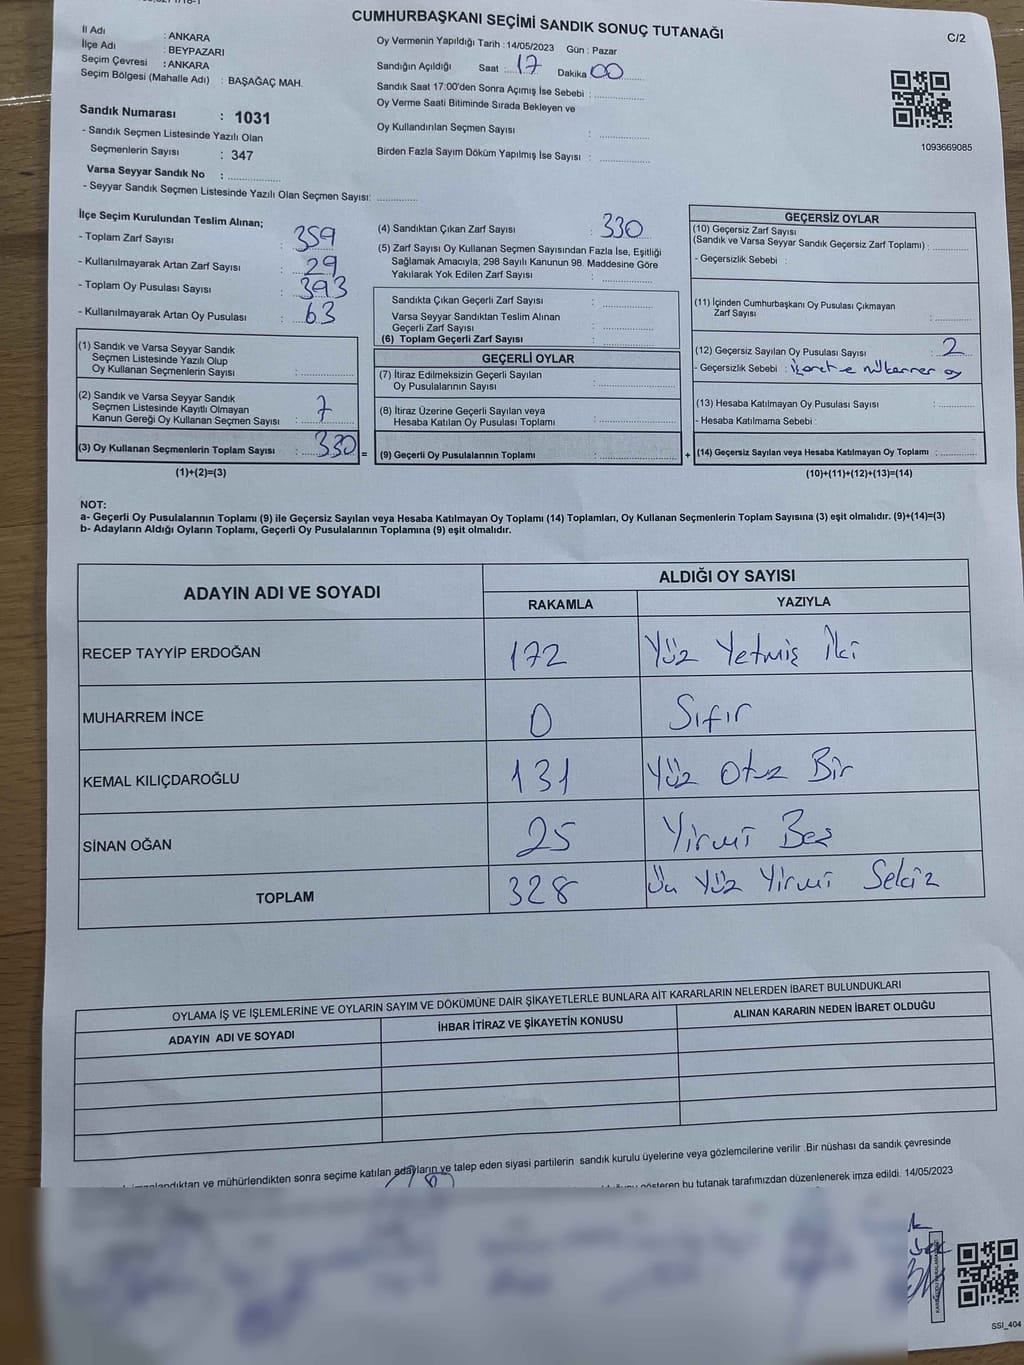 CUMHURBAŞKANI SEÇİMİ SANDIK SONUÇ TUTANAĞI
C/2
İl Adı : ANKARA
İlçe Adı : BEYPAZARI
Seçim Çevresi : ANKARA
Seçim Bölgesi (Mahalle Adı) : BAŞAĞAÇ MAH.
Oy Vermenin Yapıldığı Tarih : 14/05/2023 Gün : Pazar
Sandığın Açıldığı Saat : 17 Dakika 00
Sandık Saat 17:00'den Sonra Açımış İse Sebebi :
Oy Verme Saati Bitiminde Sırada Bekleyen ve
Oy Kullandırılan Seçmen Sayısı :
Birden Fazla Sayım Döküm Yapılmış İse Sayısı :
1093669085
Sandık Numarası : 1031
- Sandık Seçmen Listesinde Yazılı Olan
Seçmenlerin Sayısı : 347
Varsa Seyyar Sandık No :
- Seyyar Sandık Seçmen Listesinde Yazılı Olan Seçmen Sayısı:
İlçe Seçim Kurulundan Teslim Alınan;
- Toplam Zarf Sayısı : 359
- Kullanılmayarak Artan Zarf Sayısı : 29
- Toplam Oy Pusulası Sayısı : 393
- Kullanılmayarak Artan Oy Pusulası : 63
(1) Sandık ve Varsa Seyyar Sandık
Seçmen Listesinde Yazılı Olup
Oy Kullanan Seçmenlerin Sayısı :
(2) Sandık ve Varsa Seyyar Sandık
Seçmen Listesinde Kayıtlı Olmayan
Kanun Gereği Oy Kullanan Seçmen Sayısı : 7
(3) Oy Kullanan Seçmenlerin Toplam Sayısı : 330
(1)+(2)=(3)
=
(4) Sandıktan Çıkan Zarf Sayısı : 330
(5) Zarf Sayısı Oy Kullanan Seçmen Sayısından Fazla İse, Eşitliği
Sağlamak Amacıyla; 298 Sayılı Kanunun 98. Maddesine Göre
Yakılarak Yok Edilen Zarf Sayısı :
Sandıkta Çıkan Geçerli Zarf Sayısı :
Varsa Seyyar Sandıktan Teslim Alınan
Geçerli Zarf Sayısı :
(6) Toplam Geçerli Zarf Sayısı :
GEÇERLİ OYLAR
(7) İtiraz Edilmeksizin Geçerli Sayılan
Oy Pusulalarının Sayısı :
(8) İtiraz Üzerine Geçerli Sayılan veya
Hesaba Katılan Oy Pusulası Toplamı :
(9) Geçerli Oy Pusulalarının Toplamı :
+
GEÇERSİZ OYLAR
(10) Geçersiz Zarf Sayısı
(Sandık ve Varsa Seyyar Sandık Geçersiz Zarf Toplamı) :
- Geçersizlik Sebebi :
(11) İçinden Cumhurbaşkanı Oy Pusulası Çıkmayan
Zarf Sayısı :
(12) Geçersiz Sayılan Oy Pusulası Sayısı : 2
- Geçersizlik Sebebi : oy
(13) Hesaba Katılmayan Oy Pusulası Sayısı :
- Hesaba Katılmama Sebebi :
(14) Geçersiz Sayılan veya Hesaba Katılmayan Oy Toplamı :
(10)+(11)+(12)+(13)=(14)
NOT:
a- Geçerli Oy Pusulalarının Toplamı (9) ile Geçersiz Sayılan veya Hesaba Katılmayan Oy Toplamı (14) Toplamları, Oy Kullanan Seçmenlerin Toplam Sayısına (3) eşit olmalıdır. (9)+(14)=(3)
b- Adayların Aldığı Oyların Toplamı, Geçerli Oy Pusulalarının Toplamına (9) eşit olmalıdır.
ADAYIN ADI VE SOYADI
ALDIĞI OY SAYISI
RAKAMLA YAZIYLA
RECEP TAYYİP ERDOĞAN 172 Yüz Yetmiş İki
MUHARREM İNCE 0 Sıfır
KEMAL KILIÇDAROĞLU 131 Yüz Otuz Bir
SİNAN OĞAN 25 Yirmi Beş
TOPLAM 328 Üç Yüz Yirmi Sekiz
OYLAMA İŞ VE İŞLEMLERİNE VE OYLARIN SAYIM VE DÖKÜMÜNE DAİR ŞİKAYETLERLE BUNLARA AİT KARARLARIN NELERDEN İBARET BULUNDUKLARI
ADAYIN ADI VE SOYADI İHBAR İTİRAZ VE ŞİKAYETİN KONUSU ALINAN KARARIN NEDEN İBARET OLDUĞU
ve mühürlendikten sonra seçime katılan adayların ve talep eden siyasi partilerin sandık kurulu üyelerine veya gözlemcilerine verilir .Bir nüshası da sandık çevresinde
gösteren bu tutanak tarafımızdan düzenlenerek imza edildi. 14/05/2023
SSI_404